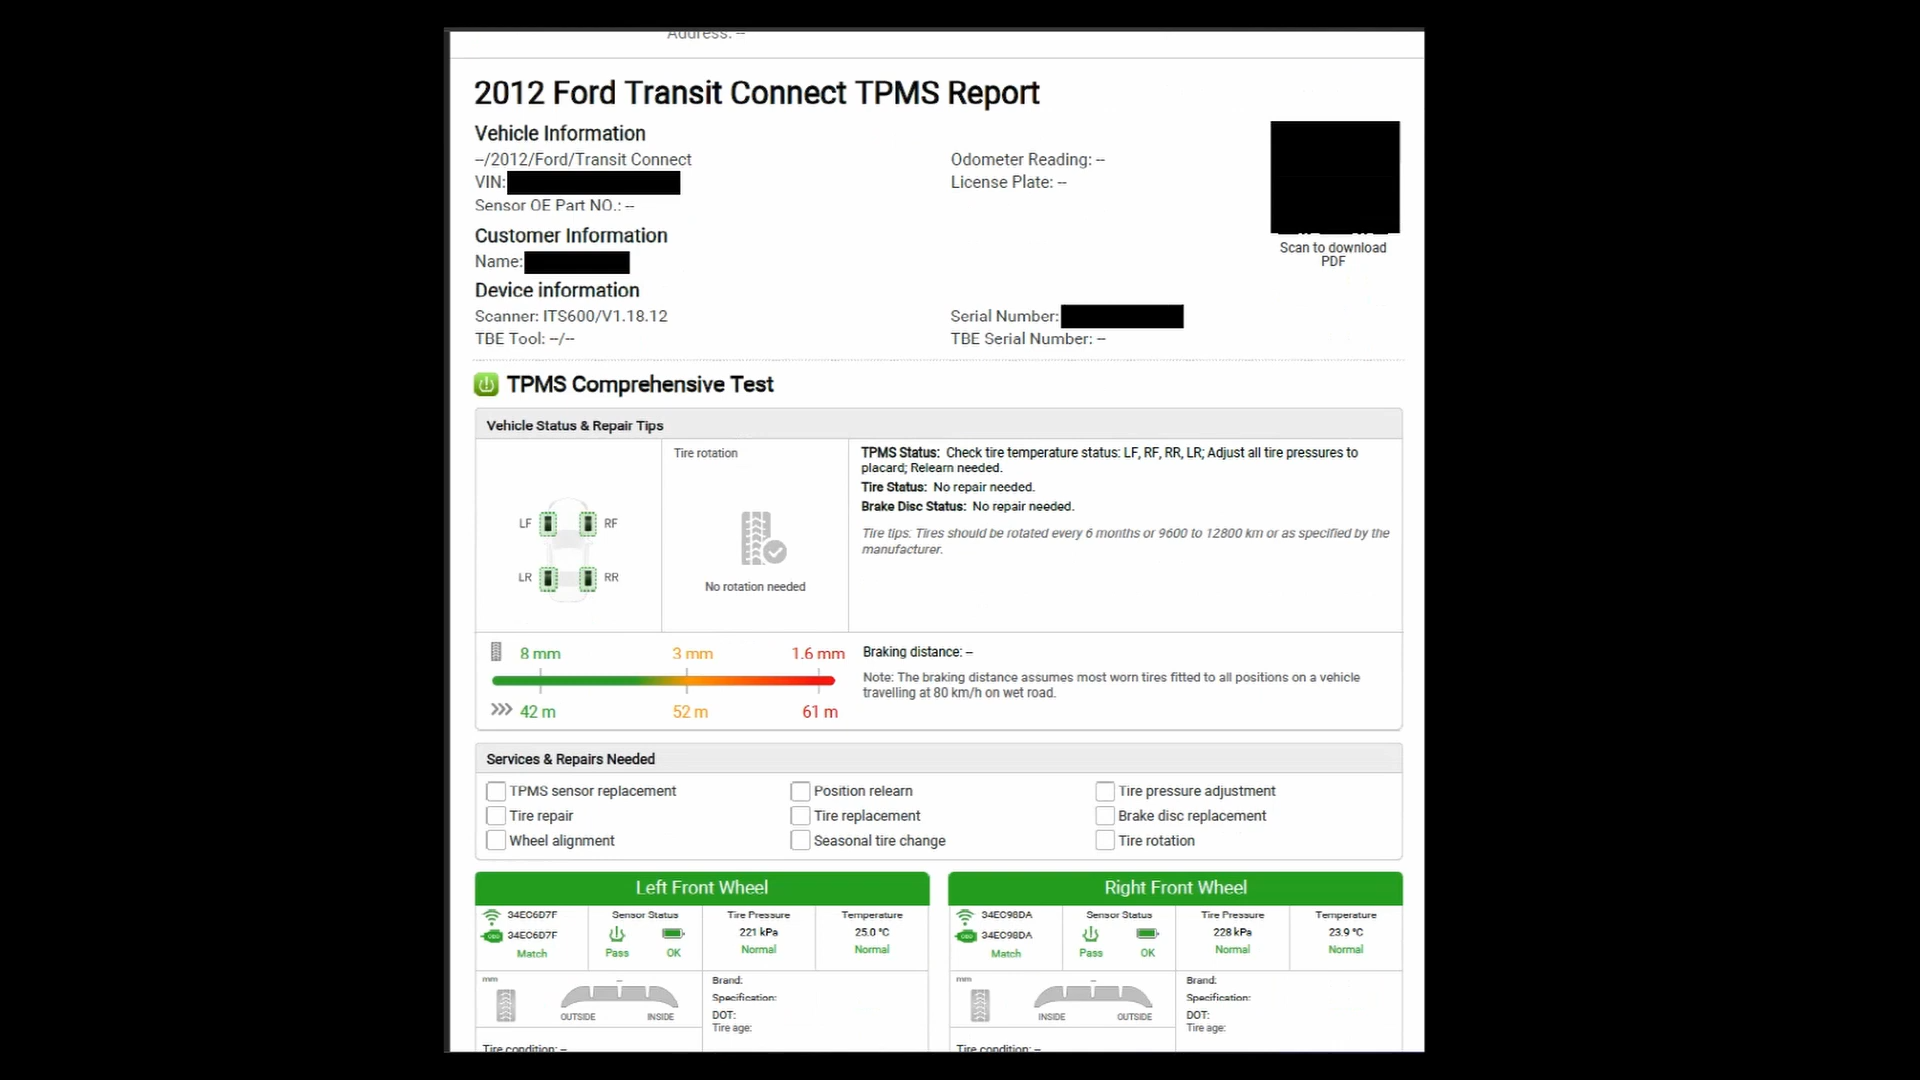 Address: --
2012 Ford Transit Connect TPMS Report
Vehicle Information
--/2012/Ford/Transit Connect
Odometer Reading: --
VIN:
License Plate: --
Sensor OE Part NO.: --
Scan to download
PDF
Customer Information
Name:
Device information
Scanner: ITS600/V1.18.12
Serial Number:
TBE Tool: --/--
TBE Serial Number: --
TPMS Comprehensive Test
Vehicle Status & Repair Tips
LF
RF
LR
RR
Tire rotation
No rotation needed
TPMS Status: Check tire temperature status: LF, RF, RR, LR; Adjust all tire pressures to
placard; Relearn needed.
Tire Status: No repair needed.
Brake Disc Status: No repair needed.
Tire tips: Tires should be rotated every 6 months or 9600 to 12800 km or as specified by the
manufacturer.
8 mm
3 mm
1.6 mm
42 m
52 m
61 m
Braking distance: --
Note: The braking distance assumes most worn tires fitted to all positions on a vehicle
travelling at 80 km/h on wet road.
Services & Repairs Needed
TPMS sensor replacement
Position relearn
Tire pressure adjustment
Tire repair
Tire replacement
Brake disc replacement
Wheel alignment
Seasonal tire change
Tire rotation
Left Front Wheel
34EC6D7F
34EC6D7F
Match
Sensor Status
Pass
OK
Tire Pressure
221 kPa
Normal
Temperature
25.0 °C
Normal
mm
--
OUTSIDE
INSIDE
Brand:
Specification:
DOT:
Tire age:
Tire condition: --
Right Front Wheel
34EC98DA
34EC98DA
Match
Sensor Status
Pass
OK
Tire Pressure
228 kPa
Normal
Temperature
23.9 °C
Normal
mm
--
INSIDE
OUTSIDE
Brand:
Specification:
DOT:
Tire age:
Tire condition: --